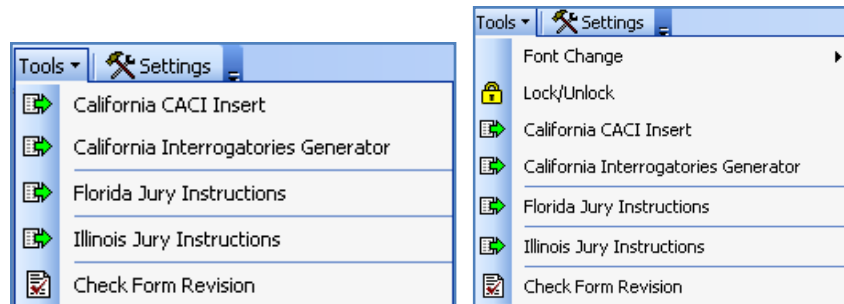 Tools Settings
California CACI Insert
California Interrogatories Generator
Florida Jury Instructions
Illinois Jury Instructions
Check Form Revision
Tools Settings
Font Change
Lock/Unlock
California CACI Insert
California Interrogatories Generator
Florida Jury Instructions
Illinois Jury Instructions
Check Form Revision